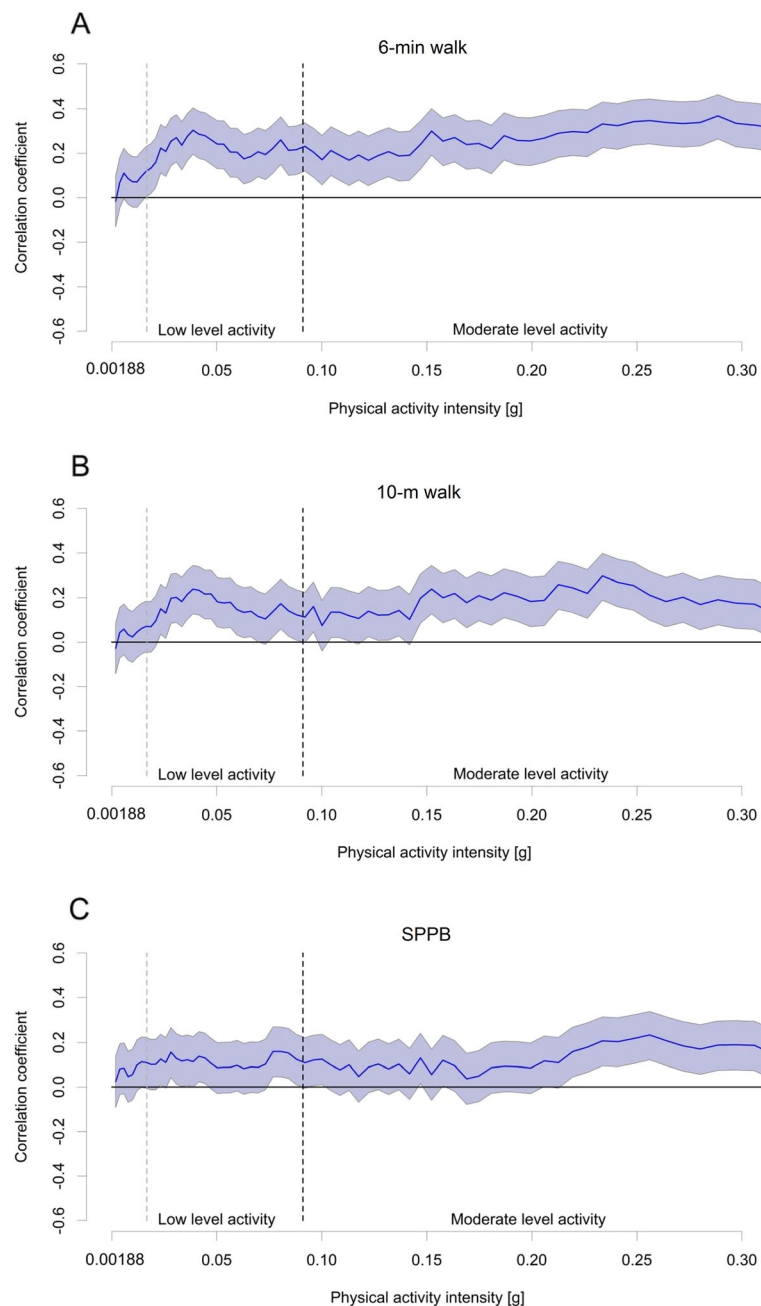 A
6-min walk
Correlation coefficient
0.6
0.4
0.2
0.0
-0.2
-0.4
-0.6
Low level activity
Moderate level activity
0.00188
0.05
0.10
0.15
0.20
0.25
0.30
Physical activity intensity [g]
B
10-m walk
Correlation coefficient
0.6
0.4
0.2
0.0
-0.2
-0.4
-0.6
Low level activity
Moderate level activity
0.00188
0.05
0.10
0.15
0.20
0.25
0.30
Physical activity intensity [g]
C
SPPB
Correlation coefficient
0.6
0.4
0.2
0.0
-0.2
-0.4
-0.6
Low level activity
Moderate level activity
0.00188
0.05
0.10
0.15
0.20
0.25
0.30
Physical activity intensity [g]